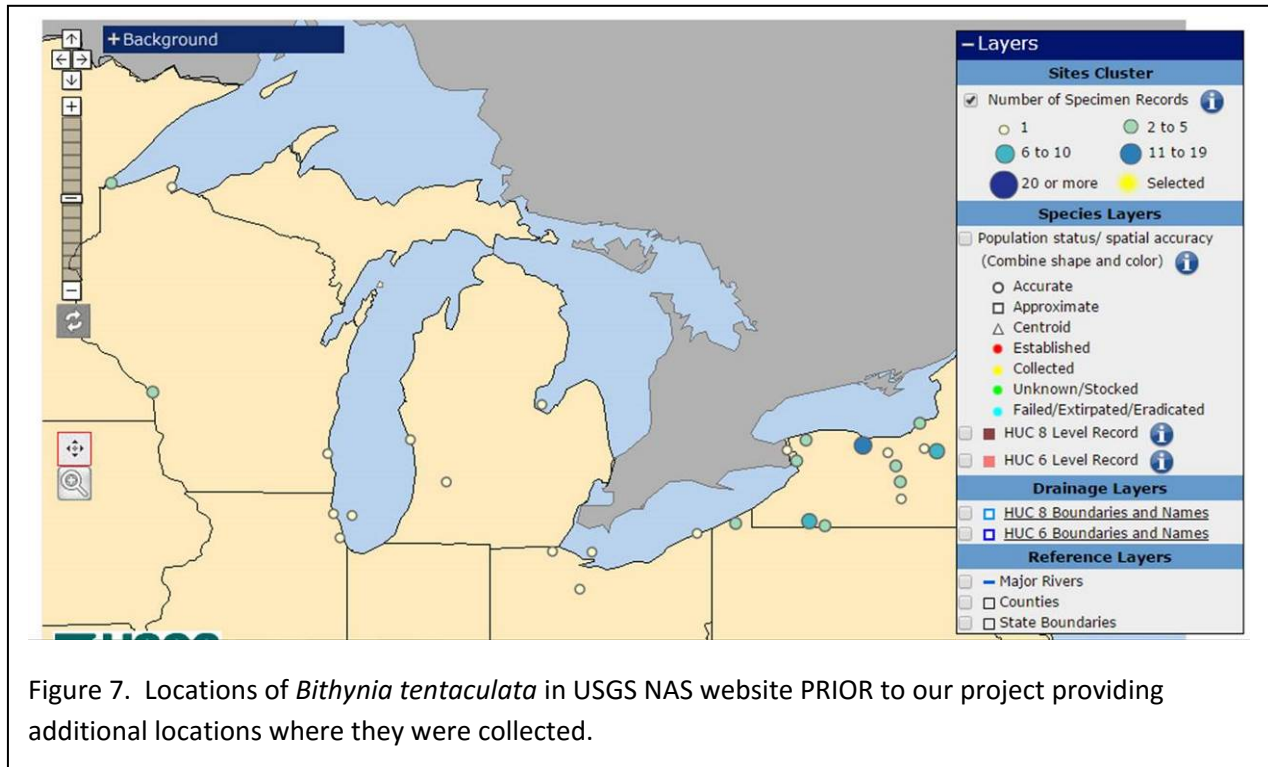 +Background
−Layers
Sites Cluster
Number of Specimen Records
1
2 to 5
6 to 10
11 to 19
20 or more
Selected
Species Layers
Population status/ spatial accuracy
(Combine shape and color)
Accurate
Approximate
Centroid
Established
Collected
Unknown/Stocked
Failed/Extirpated/Eradicated
HUC 8 Level Record
HUC 6 Level Record
Drainage Layers
HUC 8 Boundaries and Names
HUC 6 Boundaries and Names
Reference Layers
Major Rivers
Counties
State Boundaries
USGS
Figure 7. Locations of Bithynia tentaculata in USGS NAS website PRIOR to our project providing
additional locations where they were collected.